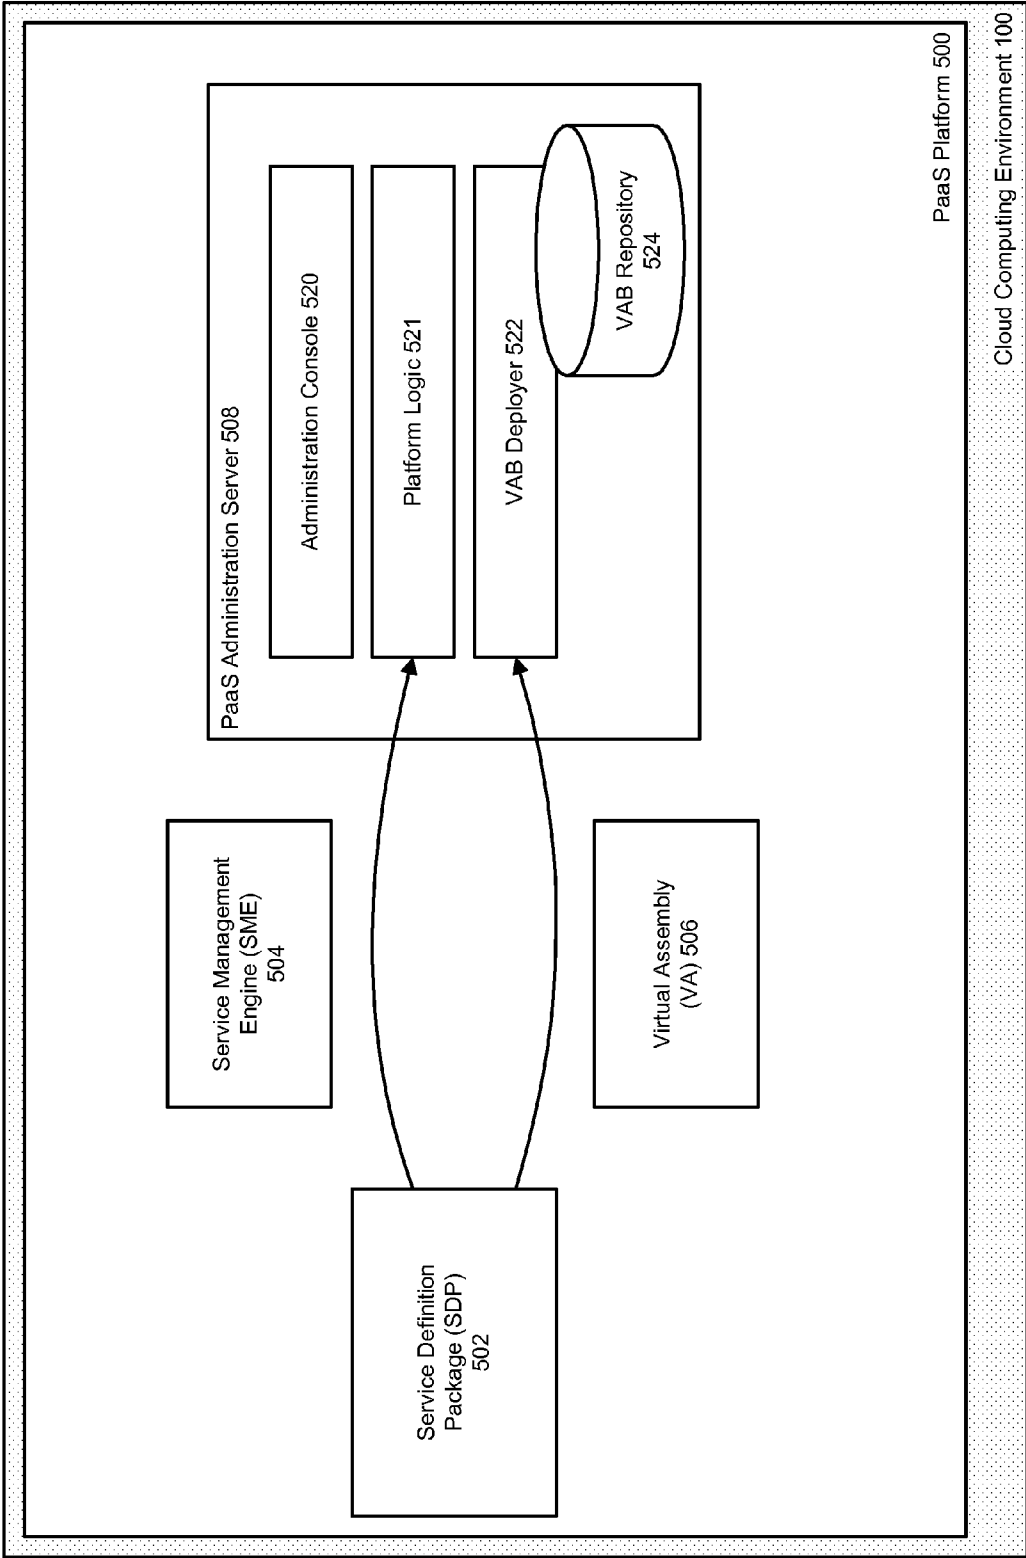 Service Definition
Package (SDP)
502
Service Management
Engine (SME)
504
Virtual Assembly
(VA) 506
PaaS Administration Server 508
Administration Console 520
Platform Logic 521
VAB Deployer 522
VAB Repository
524
PaaS Platform 500
Cloud Computing Environment 100